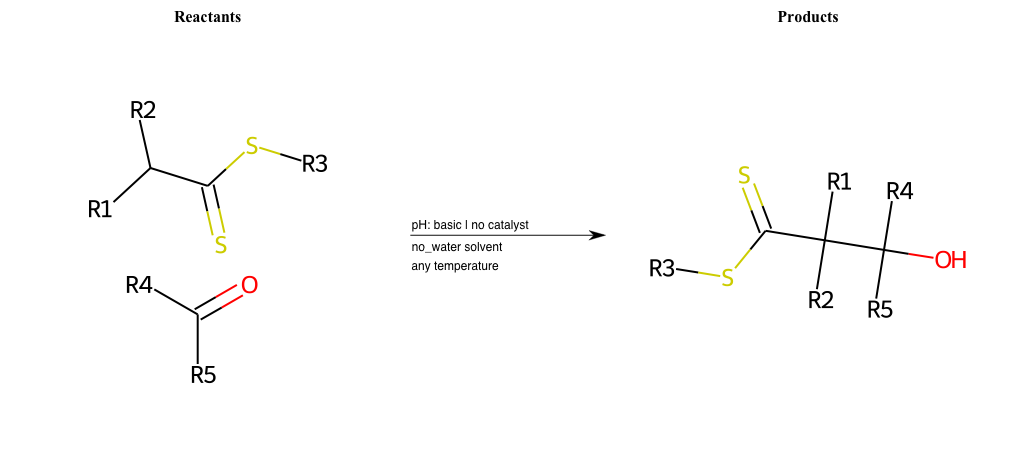 Reactants
Products
R2
S
R3
R1
S
R4
O
R5
pH: basic | no catalyst
no_water solvent
any temperature
S
R1
R4
R3
S
OH
R2
R5